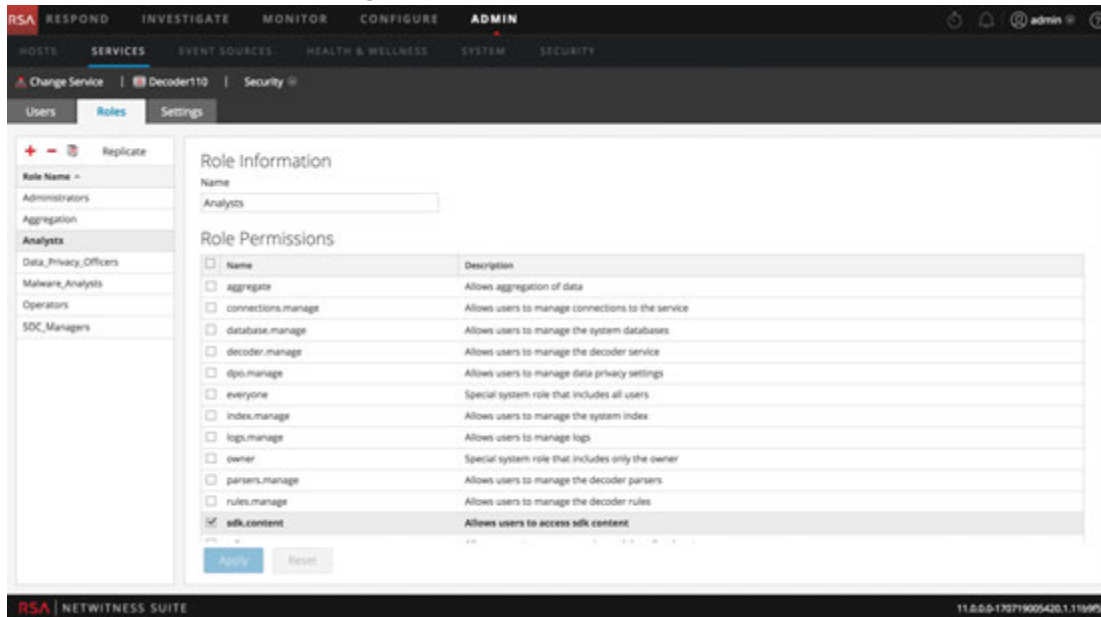 RSA RESPOND INVESTIGATE MONITOR CONFIGURE ADMIN admin
HOSTS SERVICES EVENT SOURCES HEALTH & WELLNESS SYSTEM SECURITY
Change Service | Decoder110 | Security
Users Roles Settings
Replicate
Role Name
Administrators
Aggregation
Analysts
Data_Privacy_Officers
Malware_Analysts
Operators
SOC_Managers
Role Information
Name
Analysts
Role Permissions
Name Description
aggregate Allows aggregation of data
connections.manage Allows users to manage connections to the service
database.manage Allows users to manage the system databases
decoder.manage Allows users to manage the decoder service
dpo.manage Allows users to manage data privacy settings
everyone Special system role that includes all users
index.manage Allows users to manage the system index
logs.manage Allows users to manage logs
owner Special system role that includes only the owner
parsers.manage Allows users to manage the decoder parsers
rules.manage Allows users to manage the decoder rules
sdk.content Allows users to access sdk content
Apply Reset
RSA | NETWITNESS SUITE